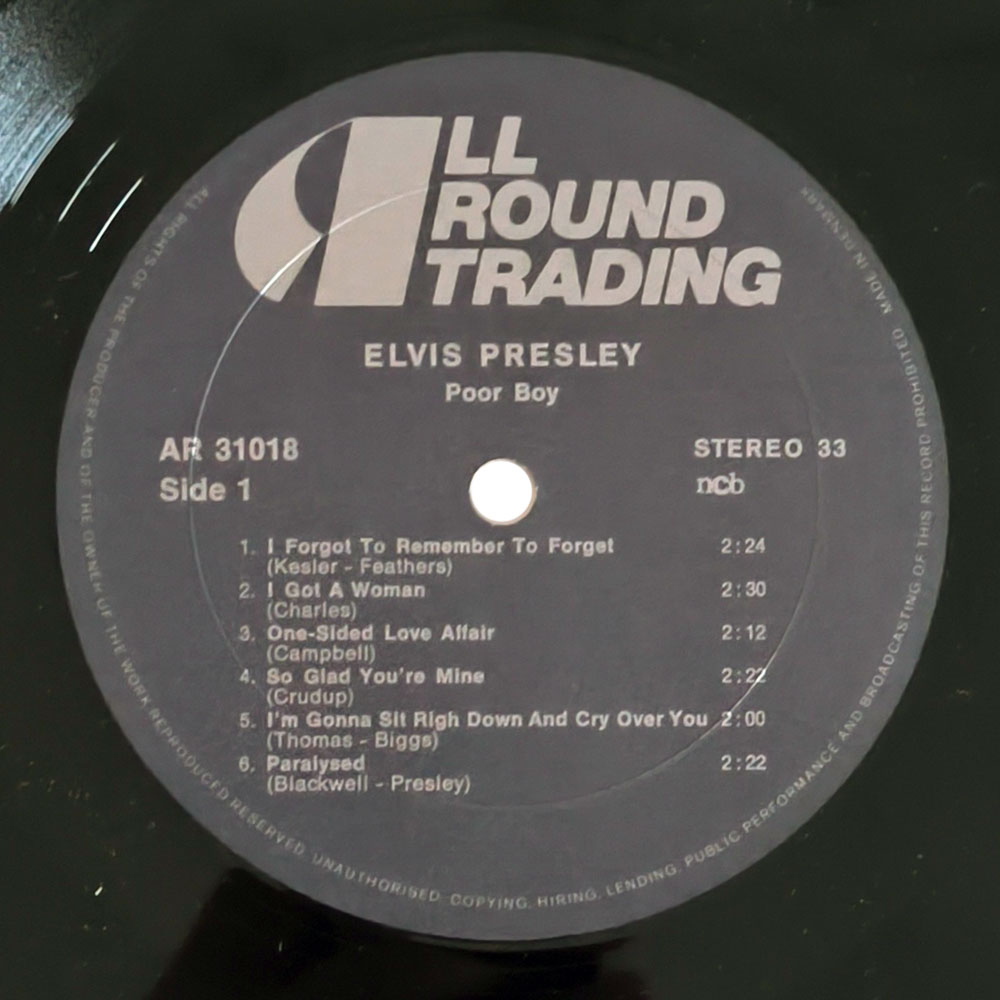 ALL
ROUND
TRADING
ELVIS PRESLEY
Poor Boy
AR 31018
STEREO 33
Side 1
ncb
1. I Forgot To Remember To Forget 2:24
(Kesler - Feathers)
2. I Got A Woman 2:30
(Charles)
3. One-Sided Love Affair 2:12
(Campbell)
4. So Glad You're Mine 2:22
(Crudup)
5. I'm Gonna Sit Righ Down And Cry Over You 2:00
(Thomas - Biggs)
6. Paralysed 2:22
(Blackwell - Presley)
ALL RIGHTS OF THE PRODUCER AND OF THE OWNER OF THE WORK REPRODUCED RESERVED. UNAUTHORISED COPYING, HIRING, LENDING, PUBLIC PERFORMANCE AND BROADCASTING OF THIS RECORD PROHIBITED MADE IN DENMARK